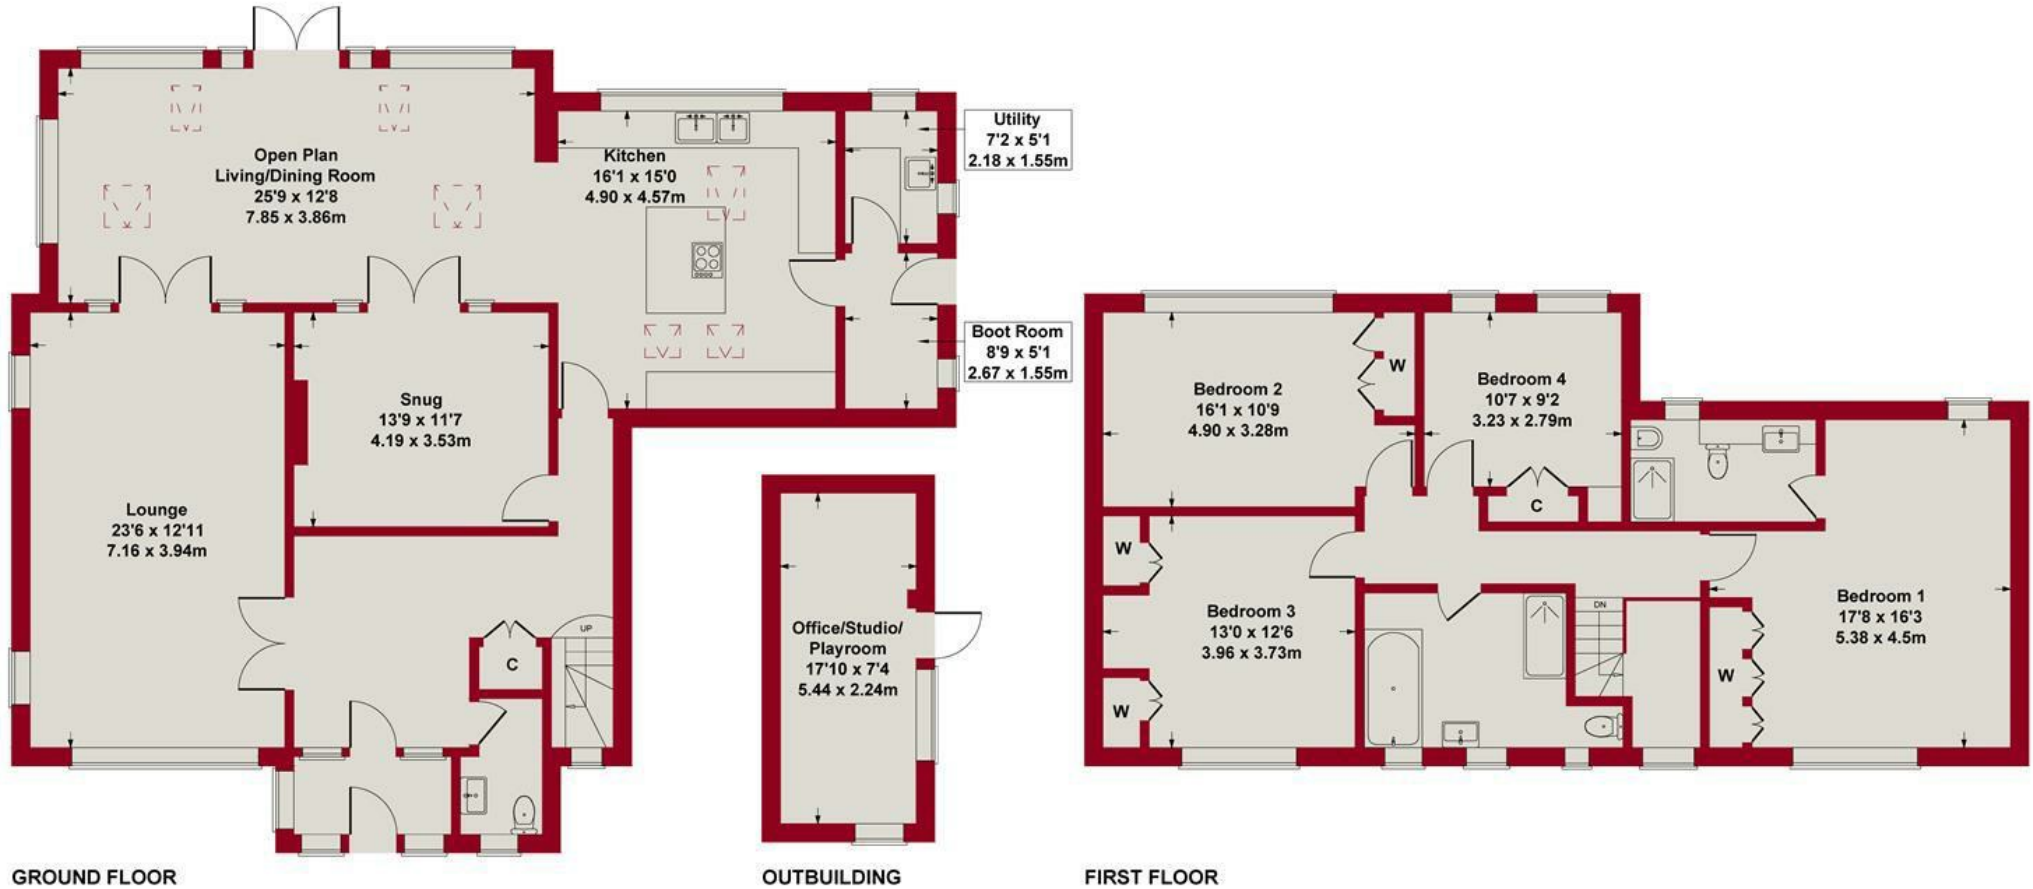 Open Plan
Living/Dining Room
25'9 x 12'8
7.85 x 3.86m
Kitchen
16'1 x 15'0
4.90 x 4.57m
Utility
7'2 x 5'1
2.18 x 1.55m
Boot Room
8'9 x 5'1
2.67 x 1.55m
Snug
13'9 x 11'7
4.19 x 3.53m
Lounge
23'6 x 12'11
7.16 x 3.94m
UP
C
GROUND FLOOR
Office/Studio/
Playroom
17'10 x 7'4
5.44 x 2.24m
OUTBUILDING
Bedroom 2
16'1 x 10'9
4.90 x 3.28m
W
Bedroom 4
10'7 x 9'2
3.23 x 2.79m
C
W
Bedroom 3
13'0 x 12'6
3.96 x 3.73m
W
DN
Bedroom 1
17'8 x 16'3
5.38 x 4.5m
W
FIRST FLOOR